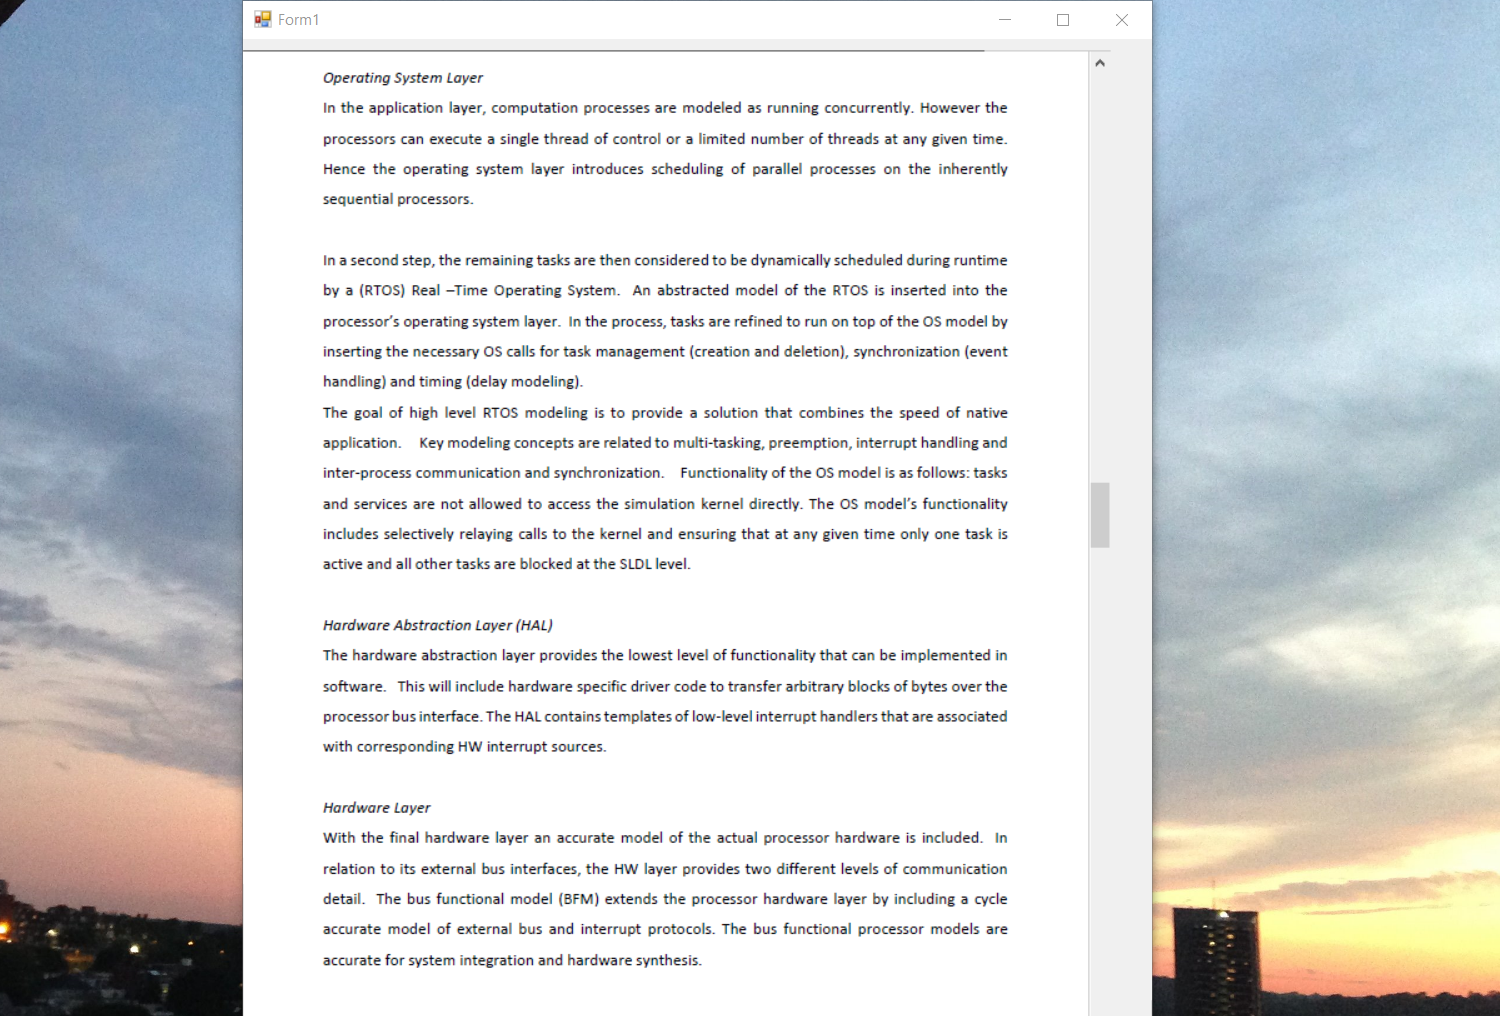 Form1
Operating System Layer
In the application layer, computation processes are modeled as running concurrently. However the
processors can execute a single thread of control or a limited number of threads at any given time.
Hence the operating system layer introduces scheduling of parallel processes on the inherently
sequential processors.
In a second step, the remaining tasks are then considered to be dynamically scheduled during runtime
by a (RTOS) Real –Time Operating System.  An abstracted model of the RTOS is inserted into the
processor’s operating system layer.  In the process, tasks are refined to run on top of the OS model by
inserting the necessary OS calls for task management (creation and deletion), synchronization (event
handling) and timing (delay modeling).
The goal of high level RTOS modeling is to provide a solution that combines the speed of native
application.   Key modeling concepts are related to multi-tasking, preemption, interrupt handling and
inter-process communication and synchronization.   Functionality of the OS model is as follows: tasks
and services are not allowed to access the simulation kernel directly. The OS model’s functionality
includes selectively relaying calls to the kernel and ensuring that at any given time only one task is
active and all other tasks are blocked at the SLDL level.
Hardware Abstraction Layer (HAL)
The hardware abstraction layer provides the lowest level of functionality that can be implemented in
software.  This will include hardware specific driver code to transfer arbitrary blocks of bytes over the
processor bus interface. The HAL contains templates of low-level interrupt handlers that are associated
with corresponding HW interrupt sources.
Hardware Layer
With the final hardware layer an accurate model of the actual processor hardware is included.  In
relation to its external bus interfaces, the HW layer provides two different levels of communication
detail.  The bus functional model (BFM) extends the processor hardware layer by including a cycle
accurate model of external bus and interrupt protocols. The bus functional processor models are
accurate for system integration and hardware synthesis.